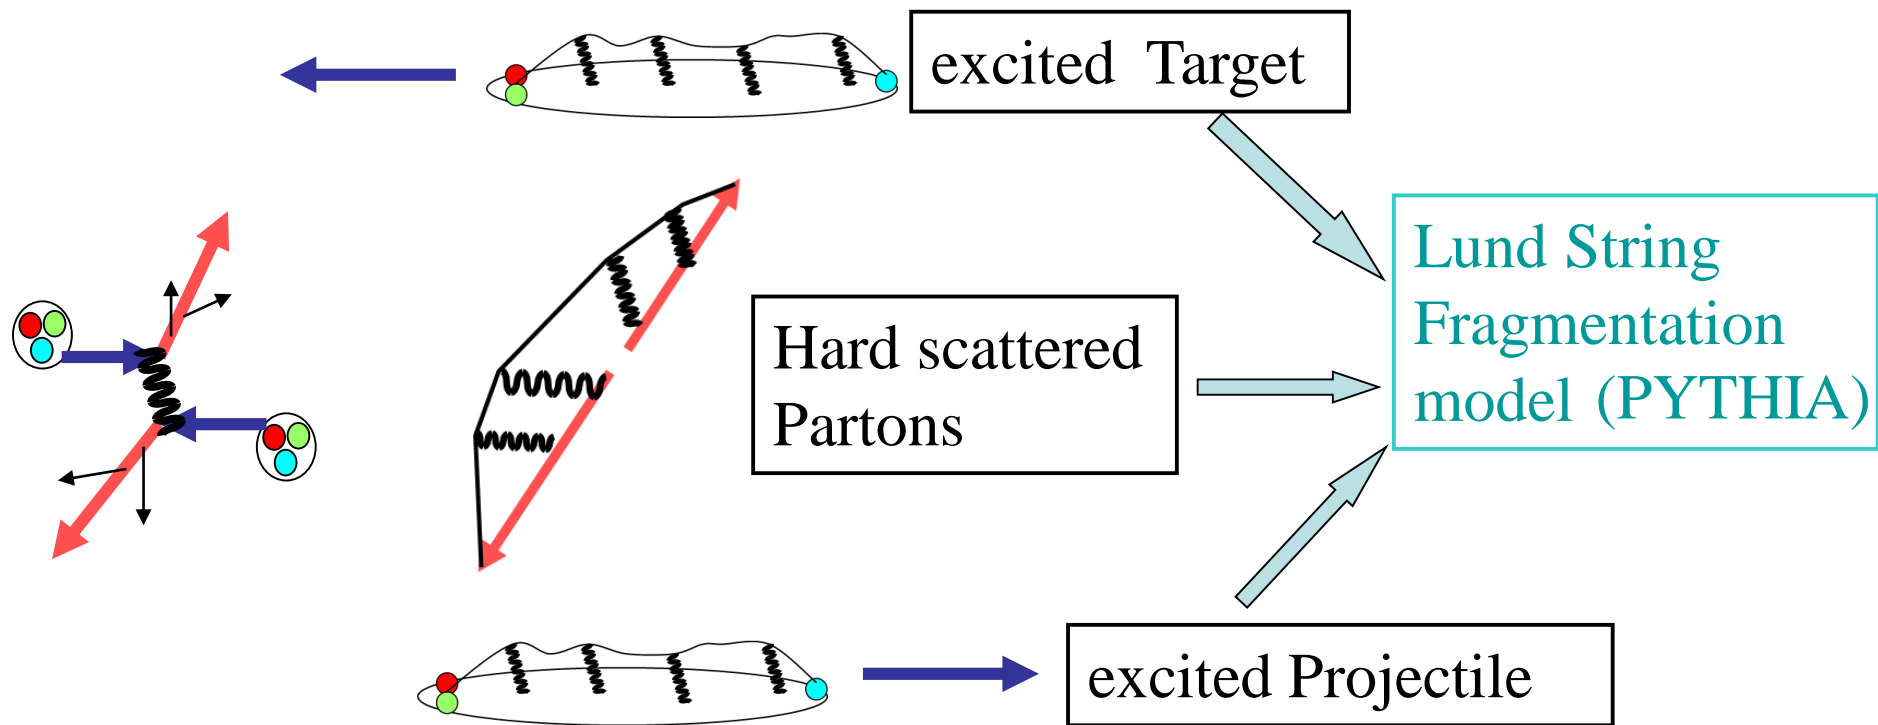 excited Target
Hard scattered
Partons
Lund String
Fragmentation
model (PYTHIA)
excited Projectile